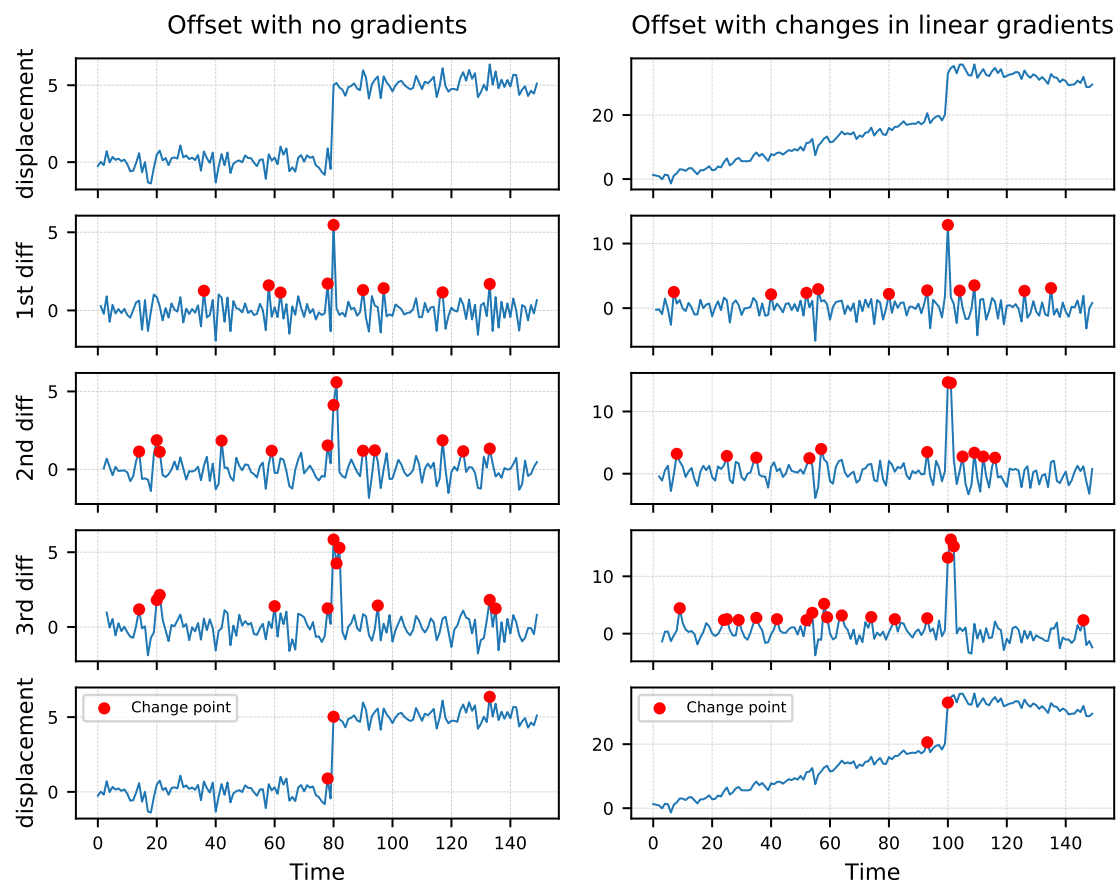 Offset with no gradients
Offset with changes in linear gradients
displacement
5
0
20
0
1st diff
5
0
10
0
2nd diff
5
0
10
0
3rd diff
5
0
10
0
displacement
5
0
Change point
20
0
Change point
0 20 40 60 80 100 120 140
0 20 40 60 80 100 120 140
Time
Time